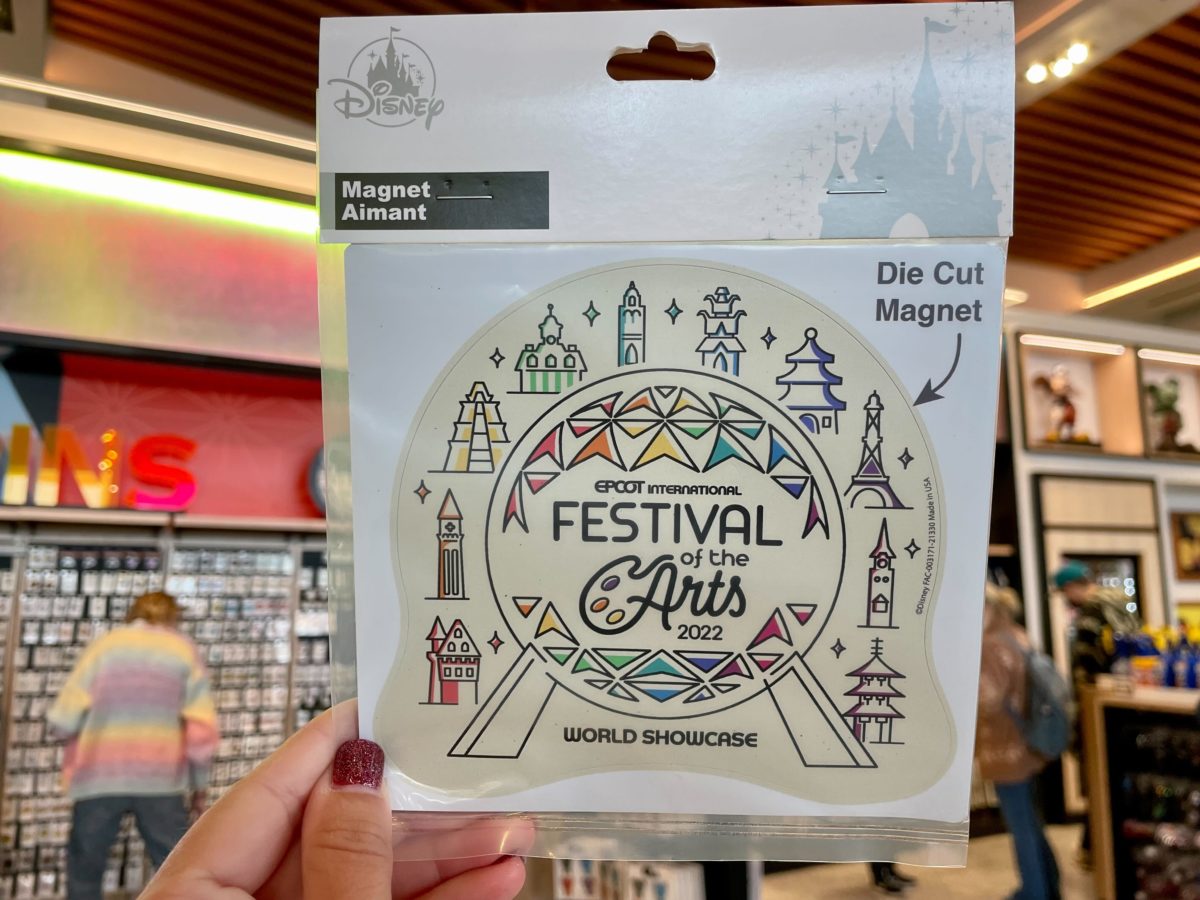 Disney
Magnet
Aimant
Die Cut
Magnet
EPCOT INTERNATIONAL
FESTIVAL
of the
Arts
2022
WORLD SHOWCASE
©Disney FAC-003171-21330 Made in USA
INS